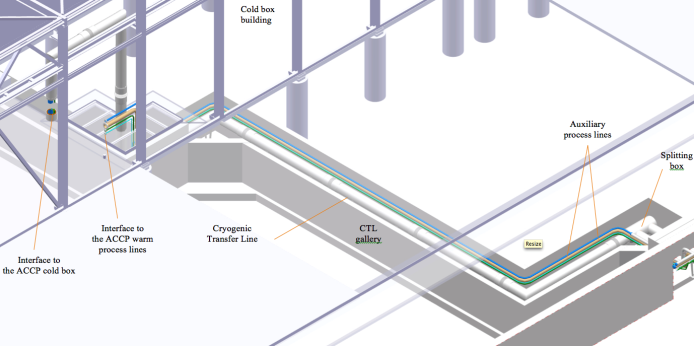 Cold box
building
Auxiliary
process lines
Splitting
box
Interface to
the ACCP warm
process lines
Cryogenic
Transfer Line
CTL
gallery
Resize
Interface to
the ACCP cold box